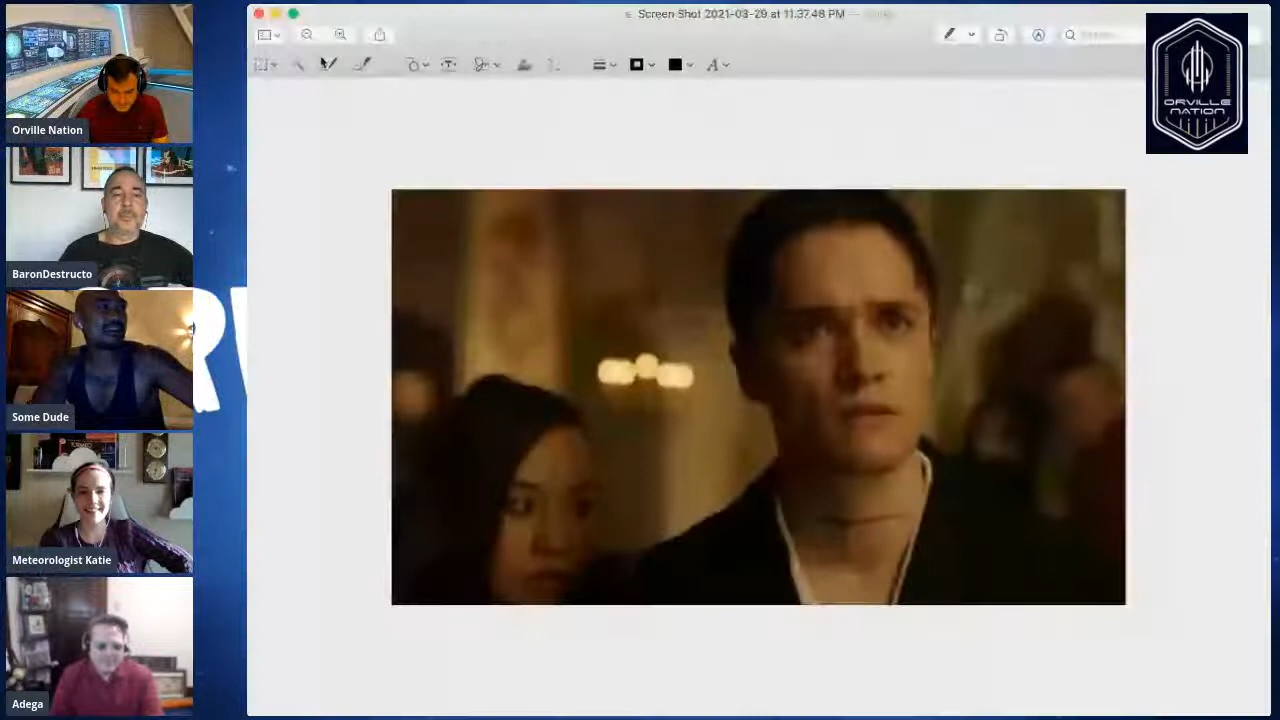 Screen Shot 2021-03-29 at 11.37.48 PM
ORVILLE
NATION
Orville Nation
BaronDestructo
Some Dude
Meteorologist Katie
Adega